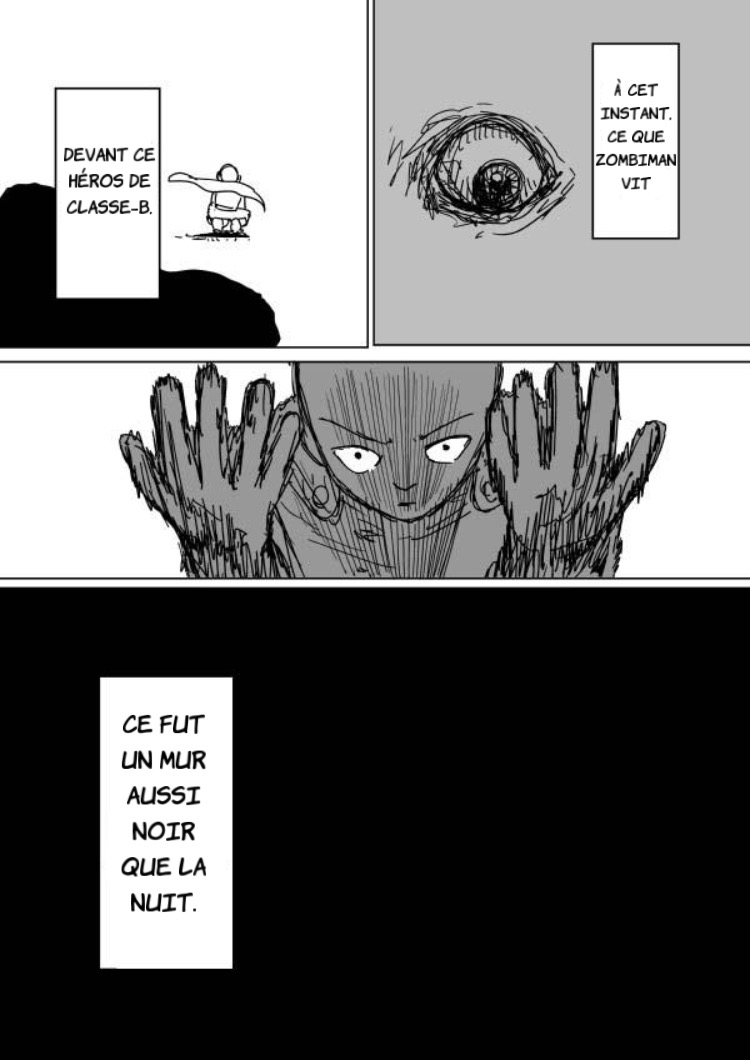 À CET
INSTANT.
CE QUE
ZOMBIMAN
VIT
DEVANT CE
HÉROS DE
CLASSE-B.
CE FUT
UN MUR
AUSSI
NOIR
QUE LA
NUIT.